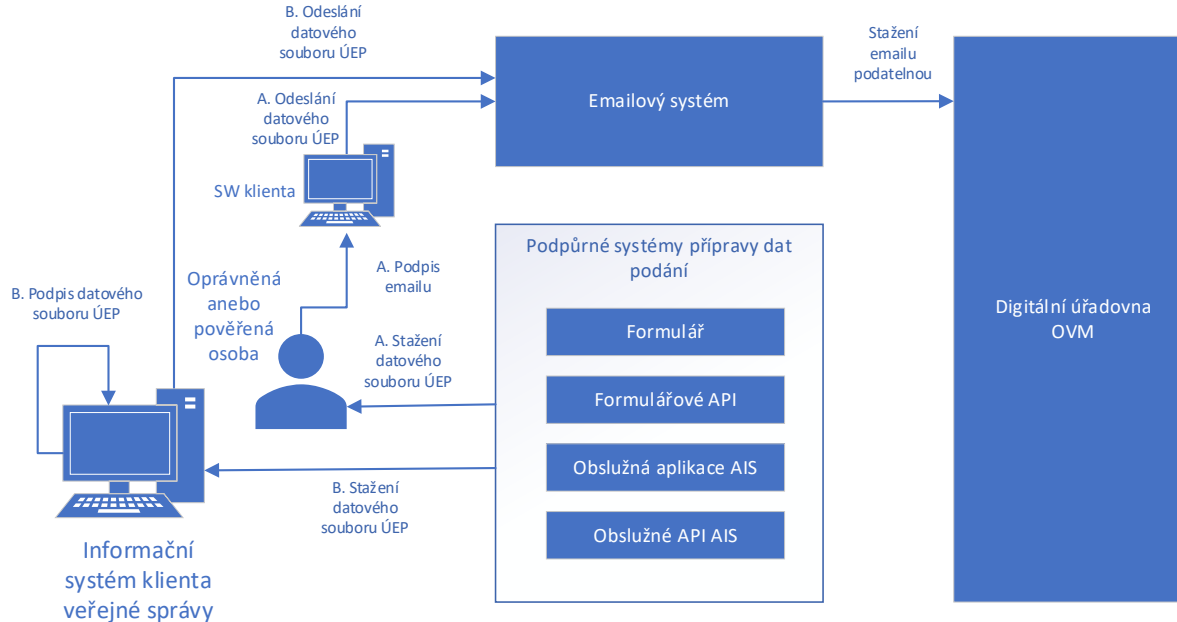 B. Odeslání
datového
souboru ÚEP
Stažení
emailu
podatelnou
Emailový systém
A. Odeslání
datového
souboru ÚEP
SW klienta
Podpůrné systémy přípravy dat
podání
A. Podpis
emailu
Oprávněná
anebo
pověřená
osoba
B. Podpis datového
souboru ÚEP
Formulář
Digitální úřadovna
OVM
A. Stažení
datového
souboru ÚEP
Formulářové API
Obslužná aplikace AIS
B. Stažení
datového
souboru ÚEP
Obslužné API AIS
Informační
systém klienta
veřejné správy